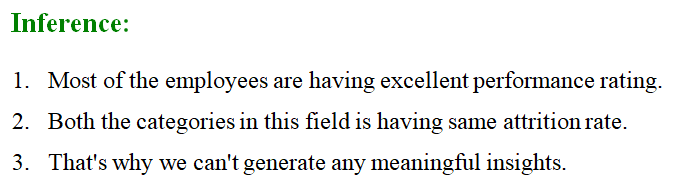 Inference:
1. Most of the employees are having excellent performance rating.
2. Both the categories in this field is having same attrition rate.
3. That's why we can't generate any meaningful insights.